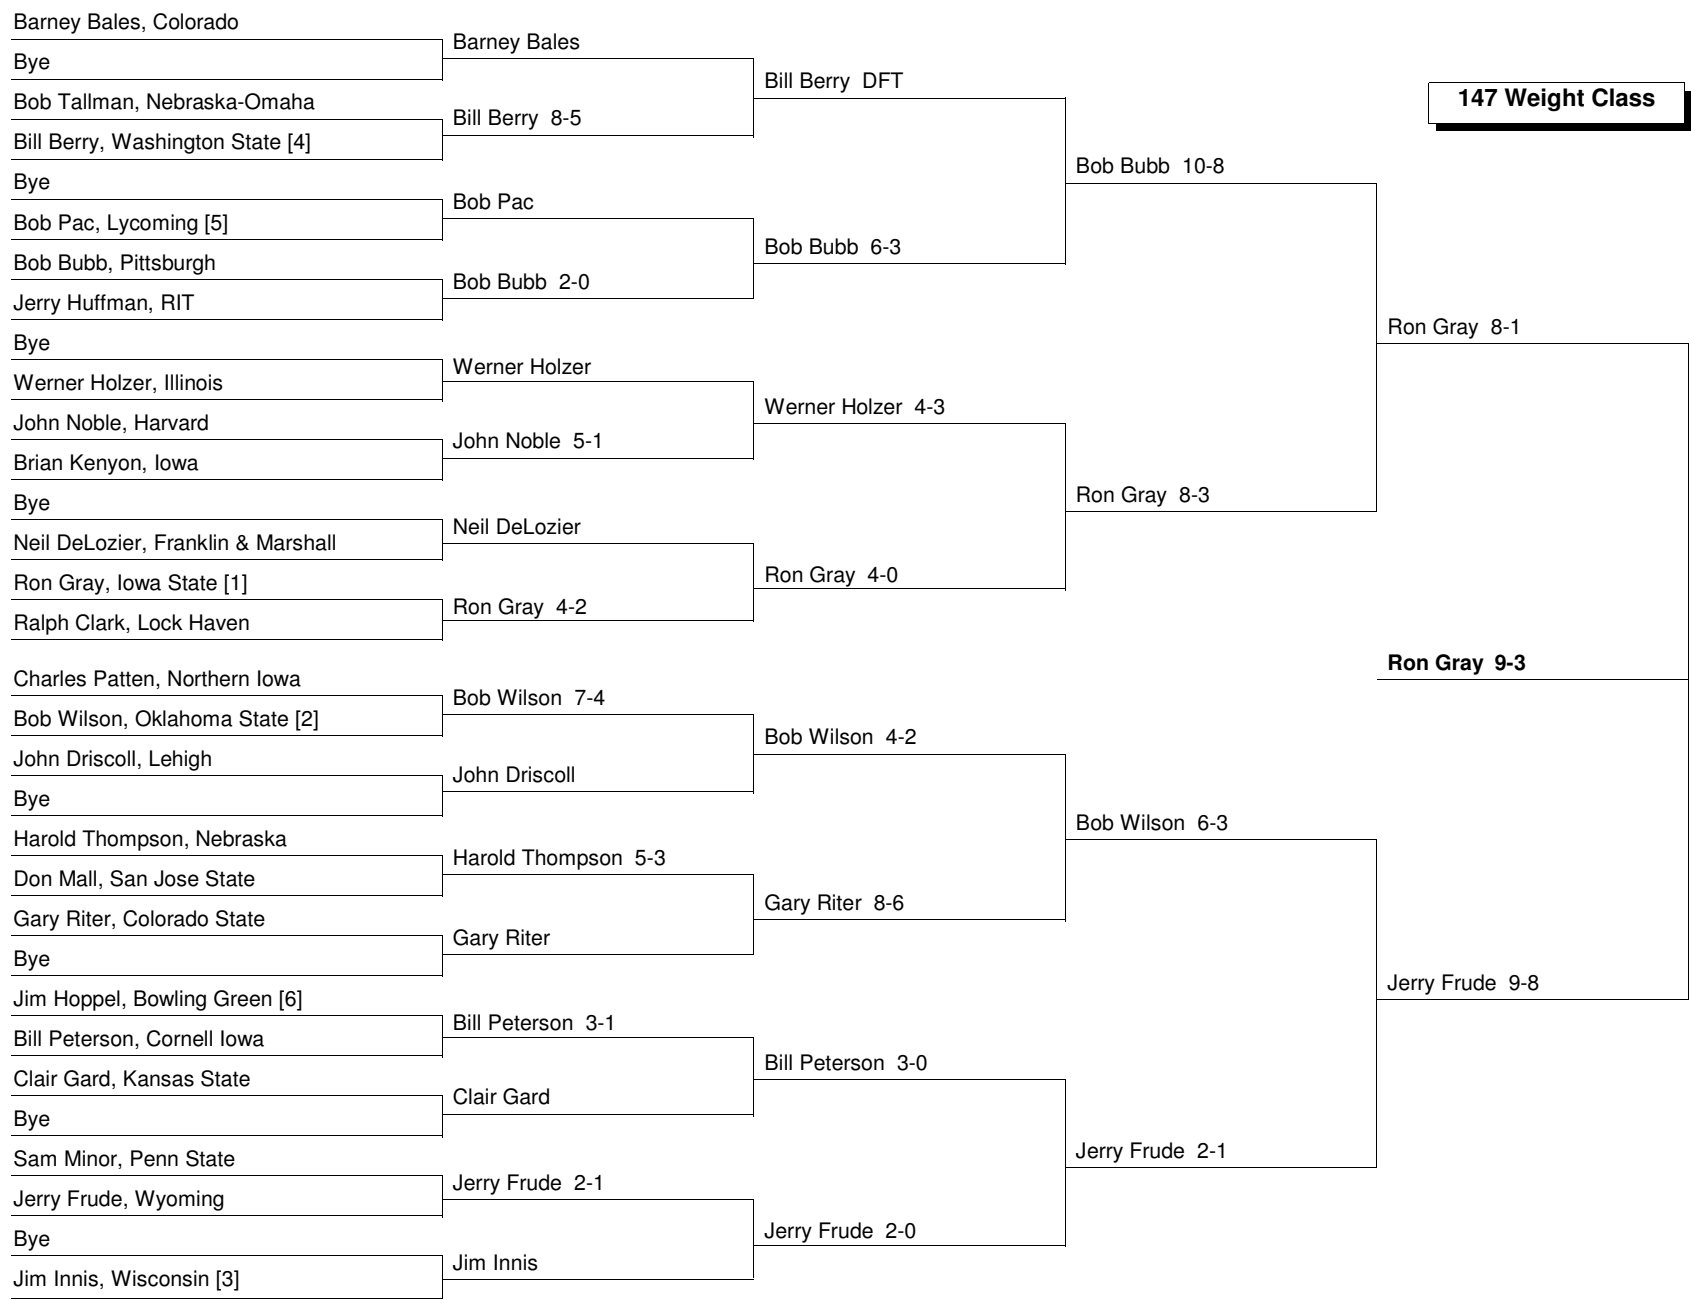 147 Weight Class
Barney Bales, Colorado
Bye
Bob Tallman, Nebraska-Omaha
Bill Berry, Washington State [4]
Bye
Bob Pac, Lycoming [5]
Bob Bubb, Pittsburgh
Jerry Huffman, RIT
Bye
Werner Holzer, Illinois
John Noble, Harvard
Brian Kenyon, Iowa
Bye
Neil DeLozier, Franklin & Marshall
Ron Gray, Iowa State [1]
Ralph Clark, Lock Haven
Charles Patten, Northern Iowa
Bob Wilson, Oklahoma State [2]
John Driscoll, Lehigh
Bye
Harold Thompson, Nebraska
Don Mall, San Jose State
Gary Riter, Colorado State
Bye
Jim Hoppel, Bowling Green [6]
Bill Peterson, Cornell Iowa
Clair Gard, Kansas State
Bye
Sam Minor, Penn State
Jerry Frude, Wyoming
Bye
Jim Innis, Wisconsin [3]
Barney Bales
Bill Berry 8-5
Bob Pac
Bob Bubb 2-0
Werner Holzer
John Noble 5-1
Neil DeLozier
Ron Gray 4-2
Bob Wilson 7-4
John Driscoll
Harold Thompson 5-3
Gary Riter
Bill Peterson 3-1
Clair Gard
Jerry Frude 2-1
Jim Innis
Bill Berry DFT
Bob Bubb 6-3
Werner Holzer 4-3
Ron Gray 4-0
Bob Wilson 4-2
Gary Riter 8-6
Bill Peterson 3-0
Jerry Frude 2-0
Bob Bubb 10-8
Ron Gray 8-3
Bob Wilson 6-3
Jerry Frude 2-1
Ron Gray 8-1
Jerry Frude 9-8
Ron Gray 9-3